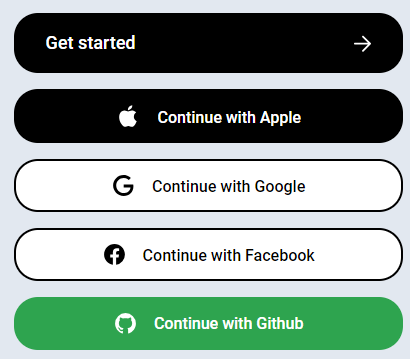 Get started
Continue with Apple
Continue with Google
Continue with Facebook
Continue with Github